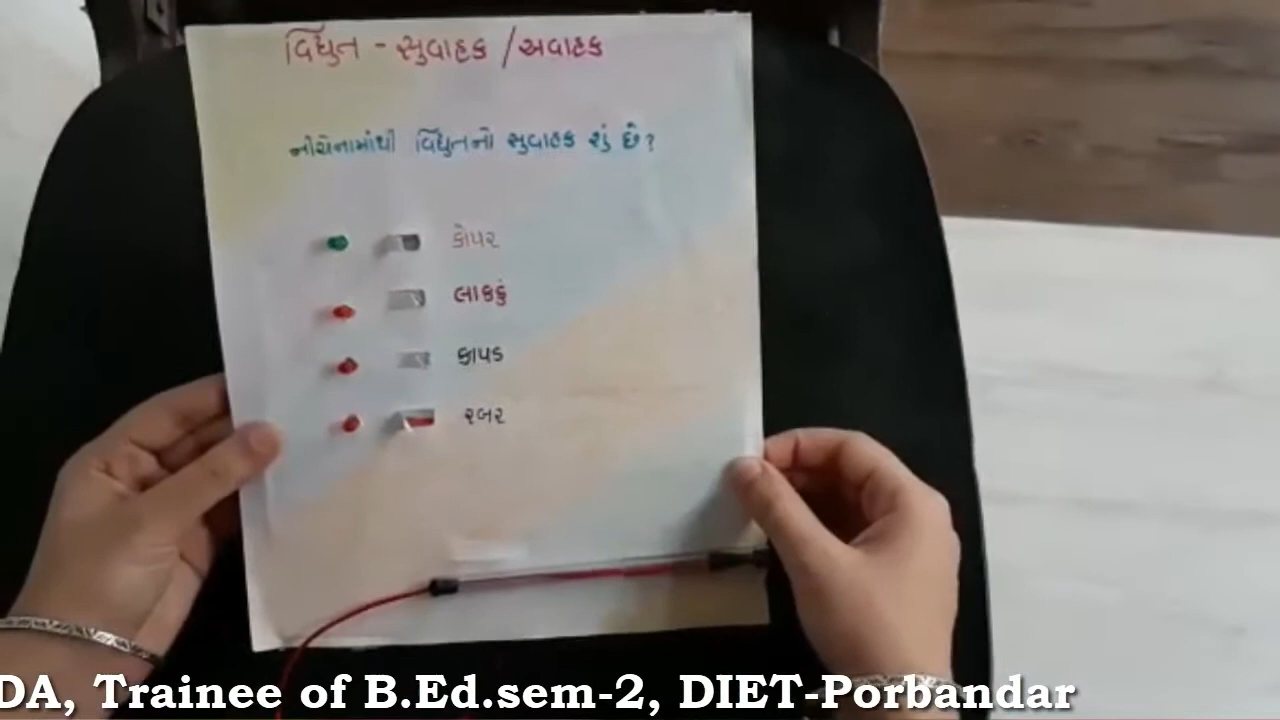 વિદ્યુત - સુવાહક / અવાહક
નીચેનામાંથી વિદ્યુતનો સુવાહક શું છે?
કોપર
લાકડું
કાપડ
રબર
DA, Trainee of B.Ed.sem-2, DIET-Porbandar